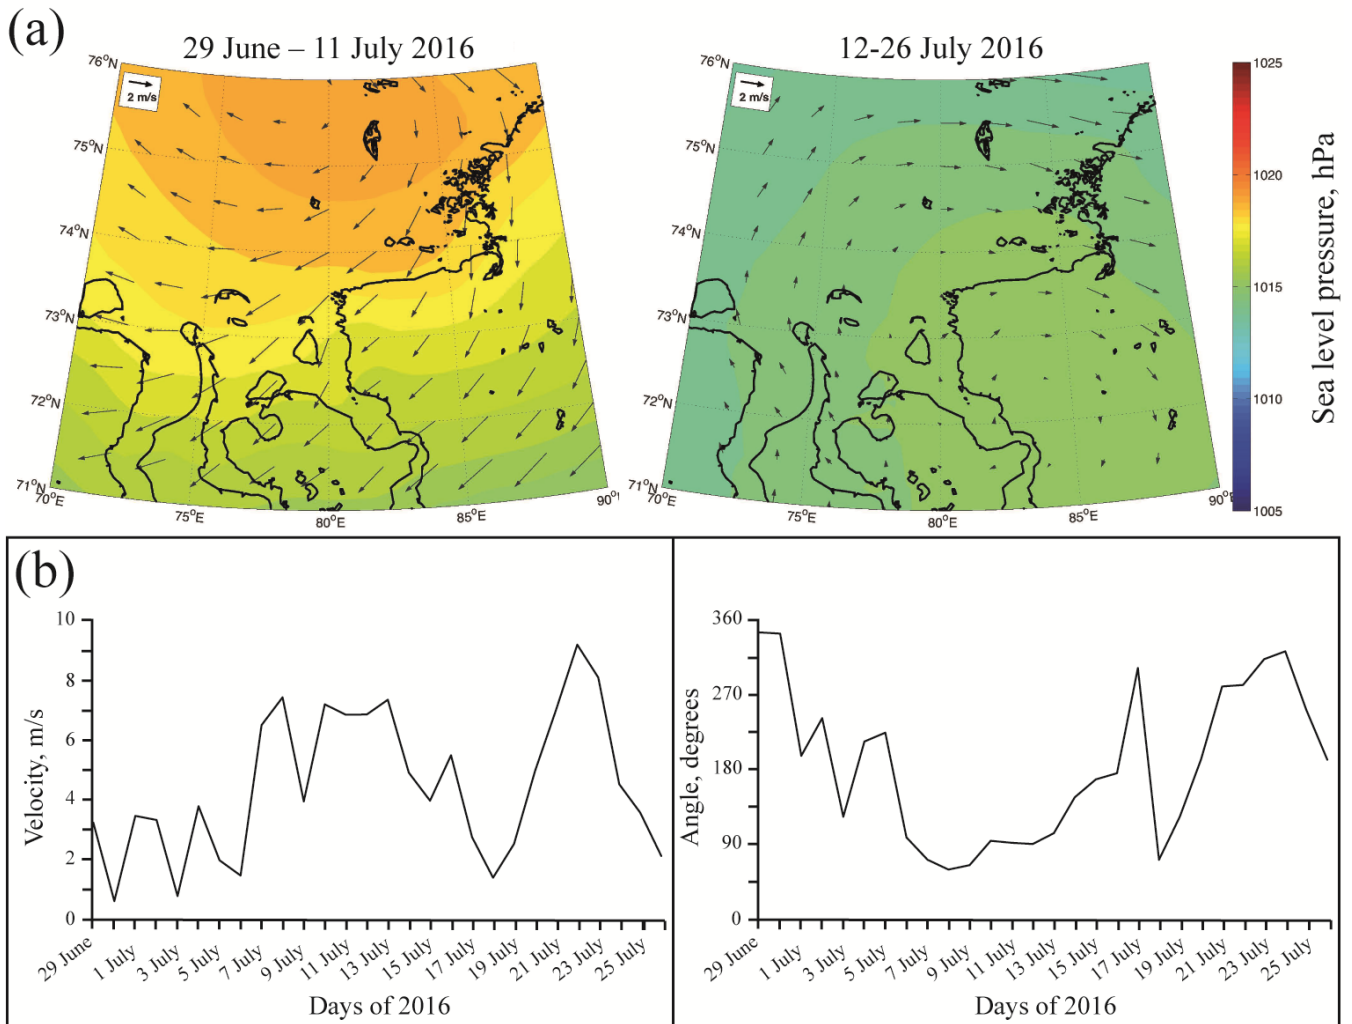 (a)
29 June – 11 July 2016
12-26 July 2016
76°N
75°N
74°N
73°N
72°N
71°N
70°E
75°E
80°E
85°E
90°
2 m/s
76°N
75°N
74°N
73°N
72°N
71°N
70°E
75°E
80°E
85°E
90°
2 m/s
1025
1020
1015
1010
1005
Sea level pressure, hPa
(b)
10
8
6
4
2
0
Velocity, m/s
29 June
1 July
3 July
5 July
7 July
9 July
11 July
13 July
15 July
17 July
19 July
21 July
23 July
25 July
Days of 2016
360
270
180
90
0
Angle, degrees
29 June
1 July
3 July
5 July
7 July
9 July
11 July
13 July
15 July
17 July
19 July
21 July
23 July
25 July
Days of 2016